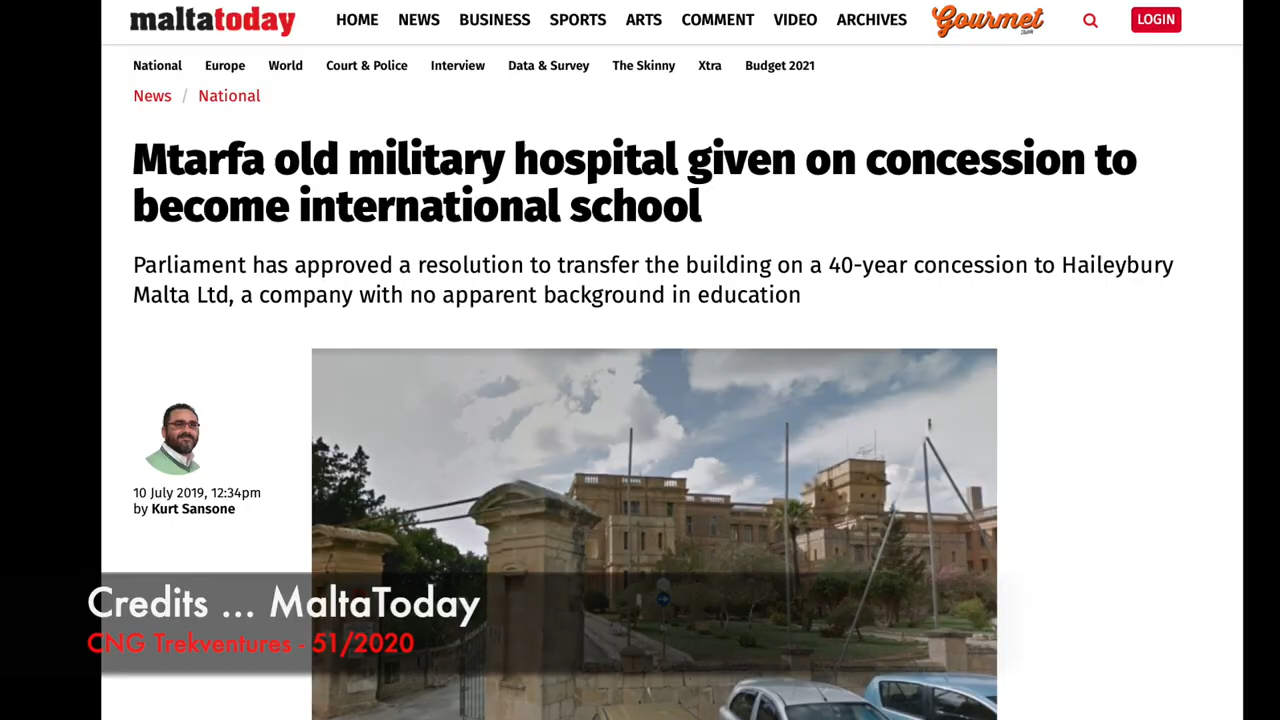 maltatoday
HOME NEWS BUSINESS SPORTS ARTS COMMENT VIDEO ARCHIVES Gourmet LOGIN
National Europe World Court & Police Interview Data & Survey The Skinny Xtra Budget 2021
News / National
Mtarfa old military hospital given on concession to
become international school
Parliament has approved a resolution to transfer the building on a 40-year concession to Haileybury
Malta Ltd, a company with no apparent background in education
10 July 2019, 12:34pm
by Kurt Sansone
Credits ... MaltaToday
CNG Trekventures - 51/2020